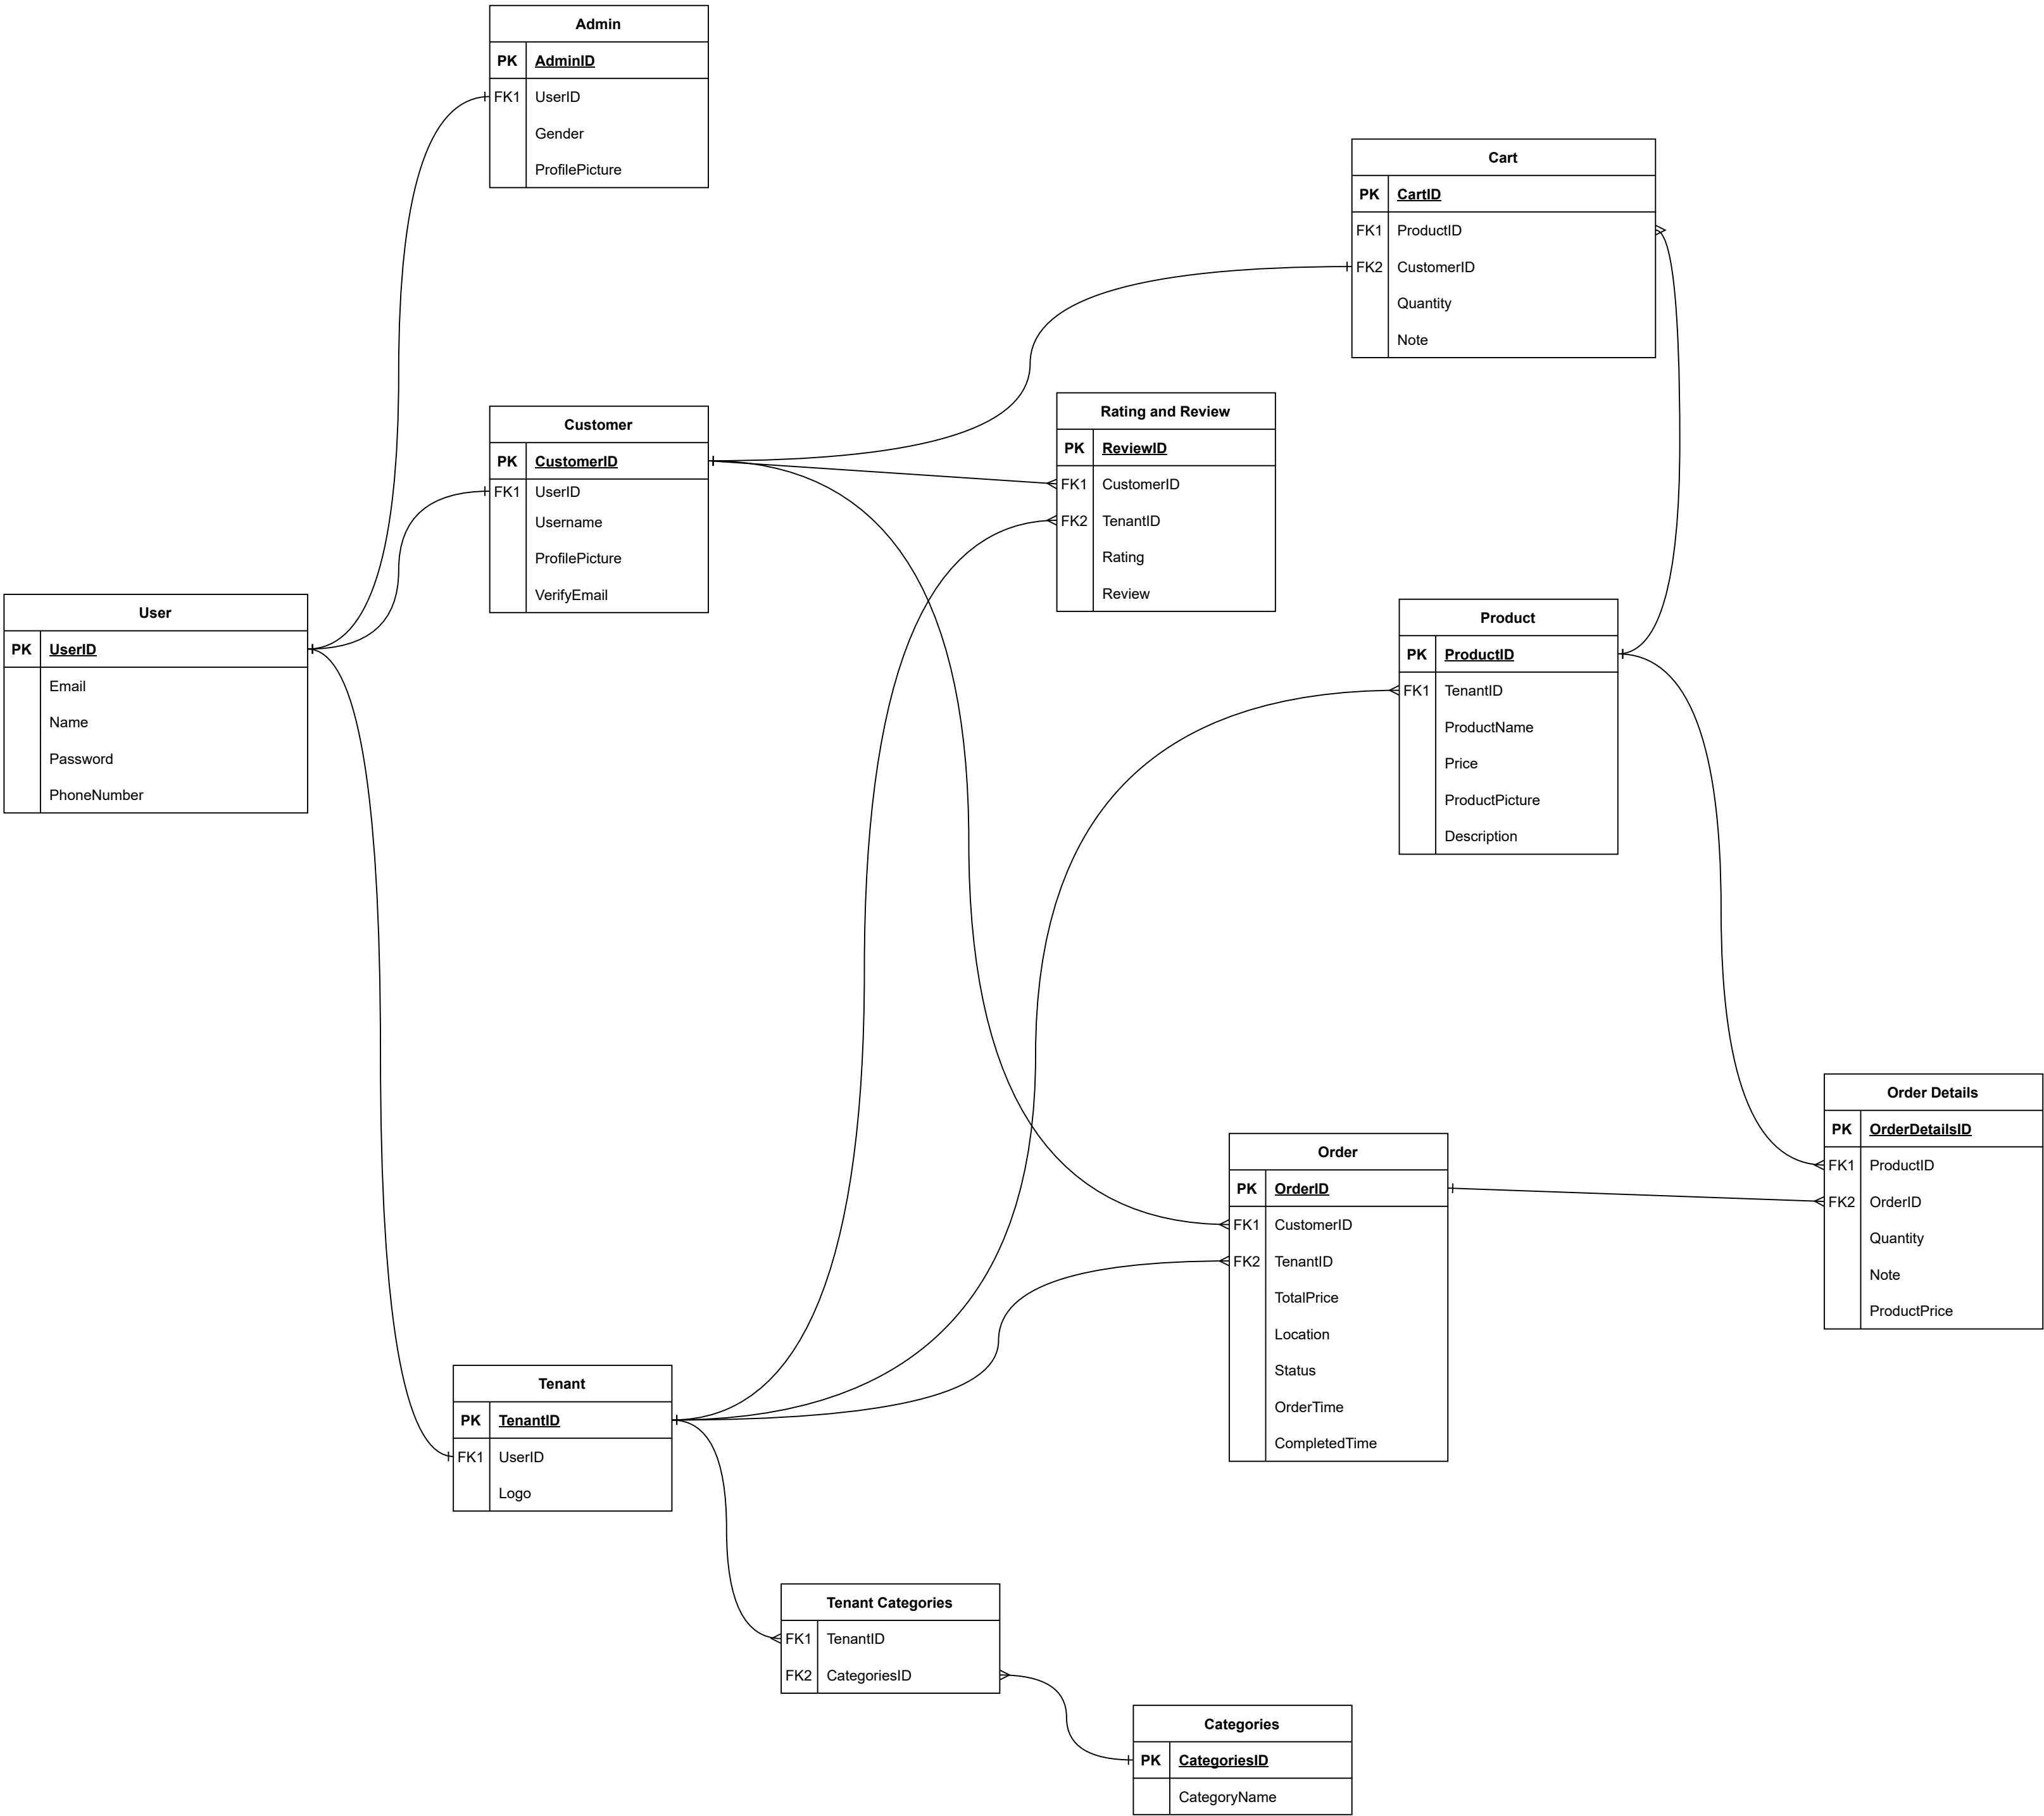 Admin
PK AdminID
FK1 UserID
Gender
ProfilePicture
Cart
PK CartID
FK1 ProductID
FK2 CustomerID
Quantity
Note
Customer
PK CustomerID
FK1 UserID
Username
ProfilePicture
VerifyEmail
Rating and Review
PK ReviewID
FK1 CustomerID
FK2 TenantID
Rating
Review
User
PK UserID
Email
Name
Password
PhoneNumber
Product
PK ProductID
FK1 TenantID
ProductName
Price
ProductPicture
Description
Order Details
PK OrderDetailsID
FK1 ProductID
FK2 OrderID
Quantity
Note
ProductPrice
Order
PK OrderID
FK1 CustomerID
FK2 TenantID
TotalPrice
Location
Status
OrderTime
CompletedTime
Tenant
PK TenantID
FK1 UserID
Logo
Tenant Categories
FK1 TenantID
FK2 CategoriesID
Categories
PK CategoriesID
CategoryName